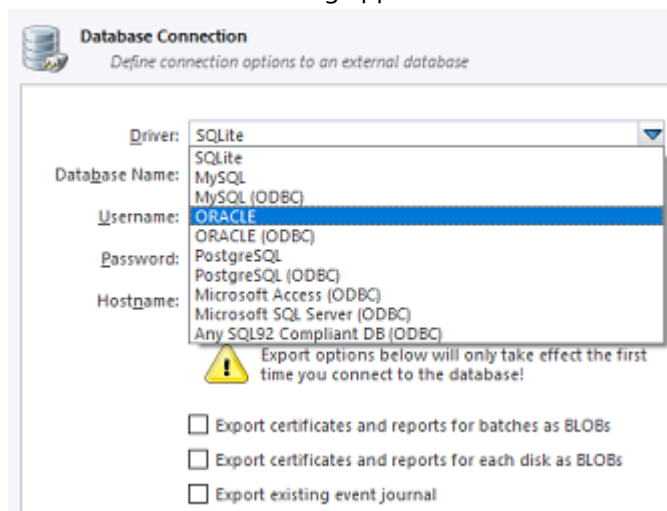 Database Connection
Define connection options to an external database
Driver: SQLite
SQLite
Database Name: MySQL
MySQL (ODBC)
Username: ORACLE
ORACLE (ODBC)
Password: PostgreSQL
PostgreSQL (ODBC)
Hostname: Microsoft Access (ODBC)
Microsoft SQL Server (ODBC)
Any SQL92 Compliant DB (ODBC)
Export options below will only take effect the first
time you connect to the database!
Export certificates and reports for batches as BLOBs
Export certificates and reports for each disk as BLOBs
Export existing event journal